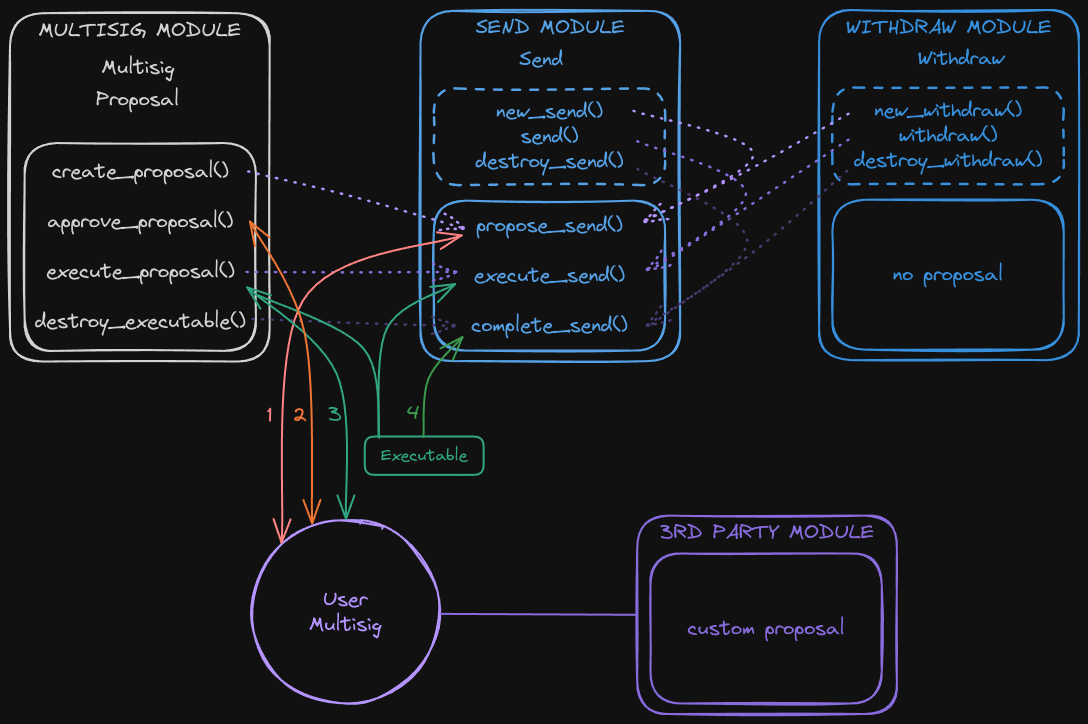 MULTISIG MODULE
Multisig
Proposal
create_proposal()
approve_proposal()
execute_proposal()
destroy_executable()
SEND MODULE
Send
new_send()
send()
destroy_send()
propose_send()
execute_send()
complete_send()
WITHDRAW MODULE
Withdraw
new_withdraw()
withdraw()
destroy_withdraw()
no proposal
1
2
3
4
Executable
User
Multisig
3RD PARTY MODULE
custom proposal